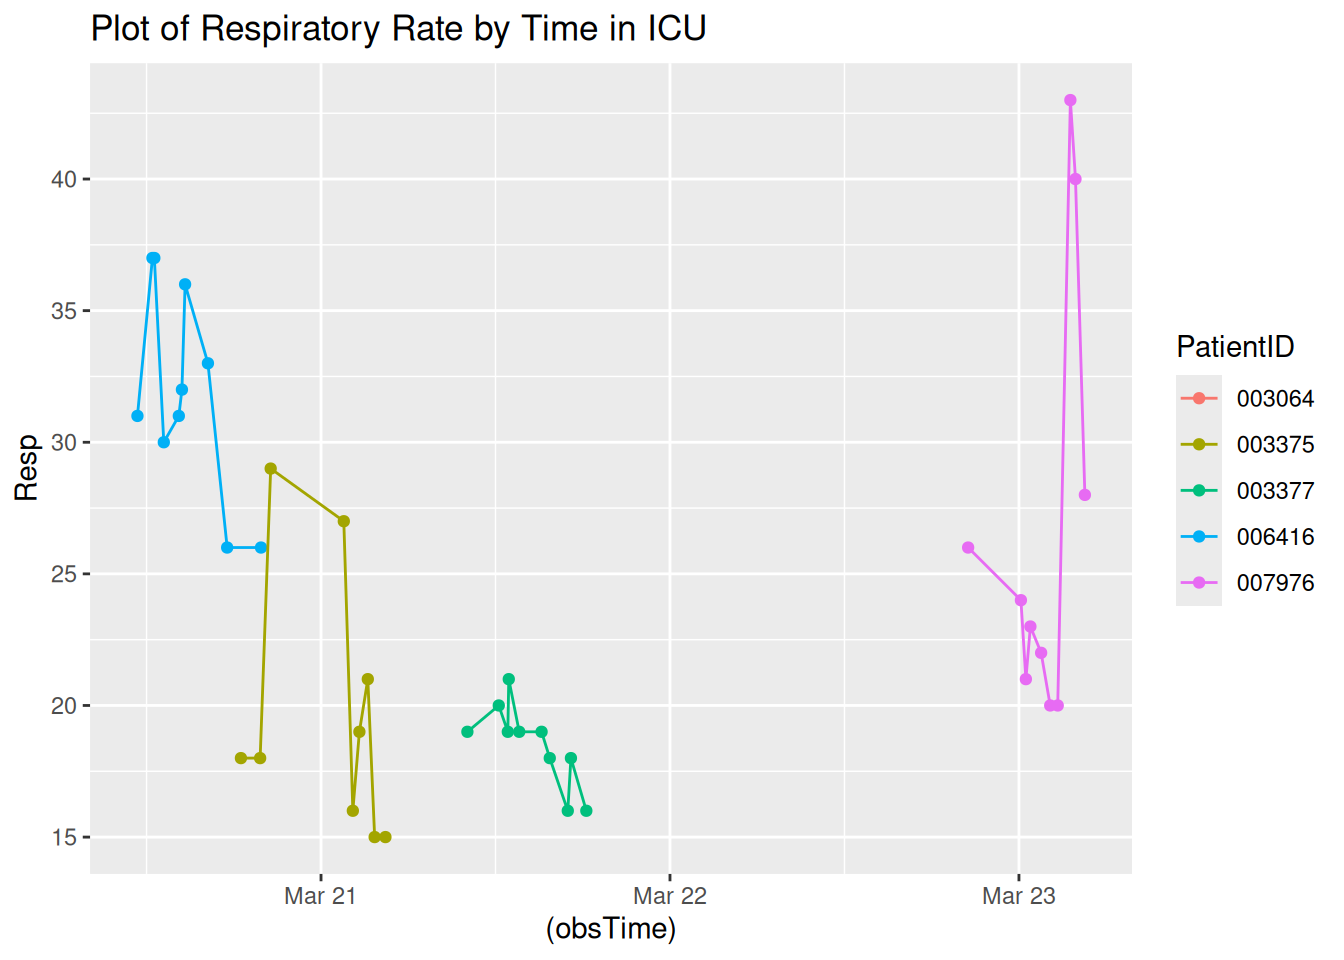 Plot of Respiratory Rate by Time in ICU
40
35
30
25
20
15
Resp
Mar 21
Mar 22
Mar 23
(obsTime)
PatientID
003064
003375
003377
006416
007976